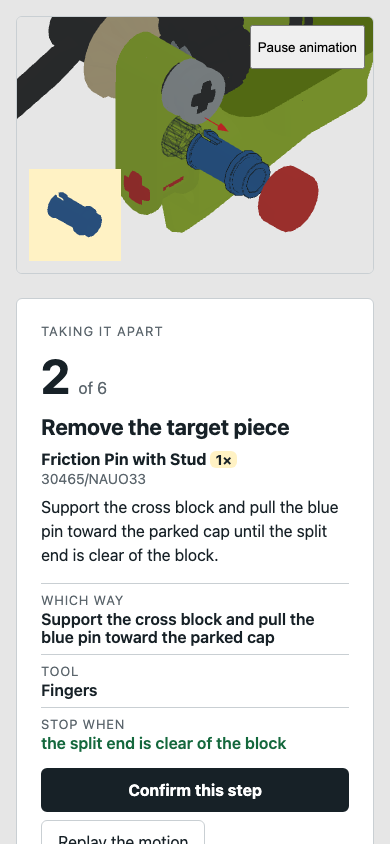 Pause animation
TAKING IT APART
2 of 6
Remove the target piece
Friction Pin with Stud 1×
30465/NAUO33
Support the cross block and pull the blue
pin toward the parked cap until the split
end is clear of the block.
WHICH WAY
Support the cross block and pull the
blue pin toward the parked cap
TOOL
Fingers
STOP WHEN
the split end is clear of the block
Confirm this step
Replay the motion